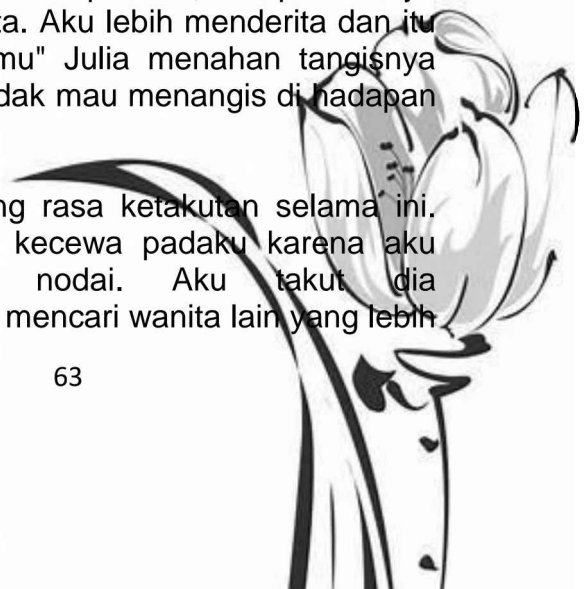 ta. Aku lebih menderita dan itu
mu" Julia menahan tangisnya
dak mau menangis di hadapan
ng rasa ketakutan selama ini.
kecewa padaku karena aku
nodai. Aku takut dia
mencari wanita lain yang lebih
63